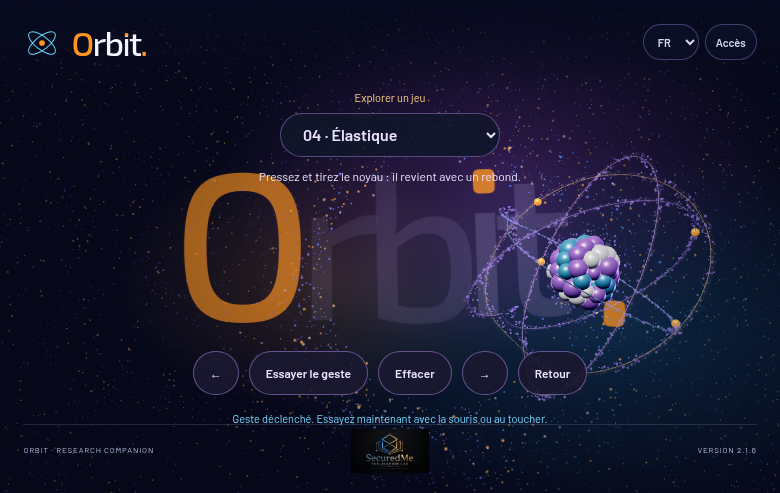 Orbit.
FR
Accès
Explorer un jeu
04 · Élastique
Pressez et tirez le noyau : il revient avec un rebond.
Orbit.
←
Essayer le geste
Effacer
→
Retour
Geste déclenché. Essayez maintenant avec la souris ou au toucher.
ORBIT · RESEARCH COMPANION
SecuredMe
VERSION 2.1.6